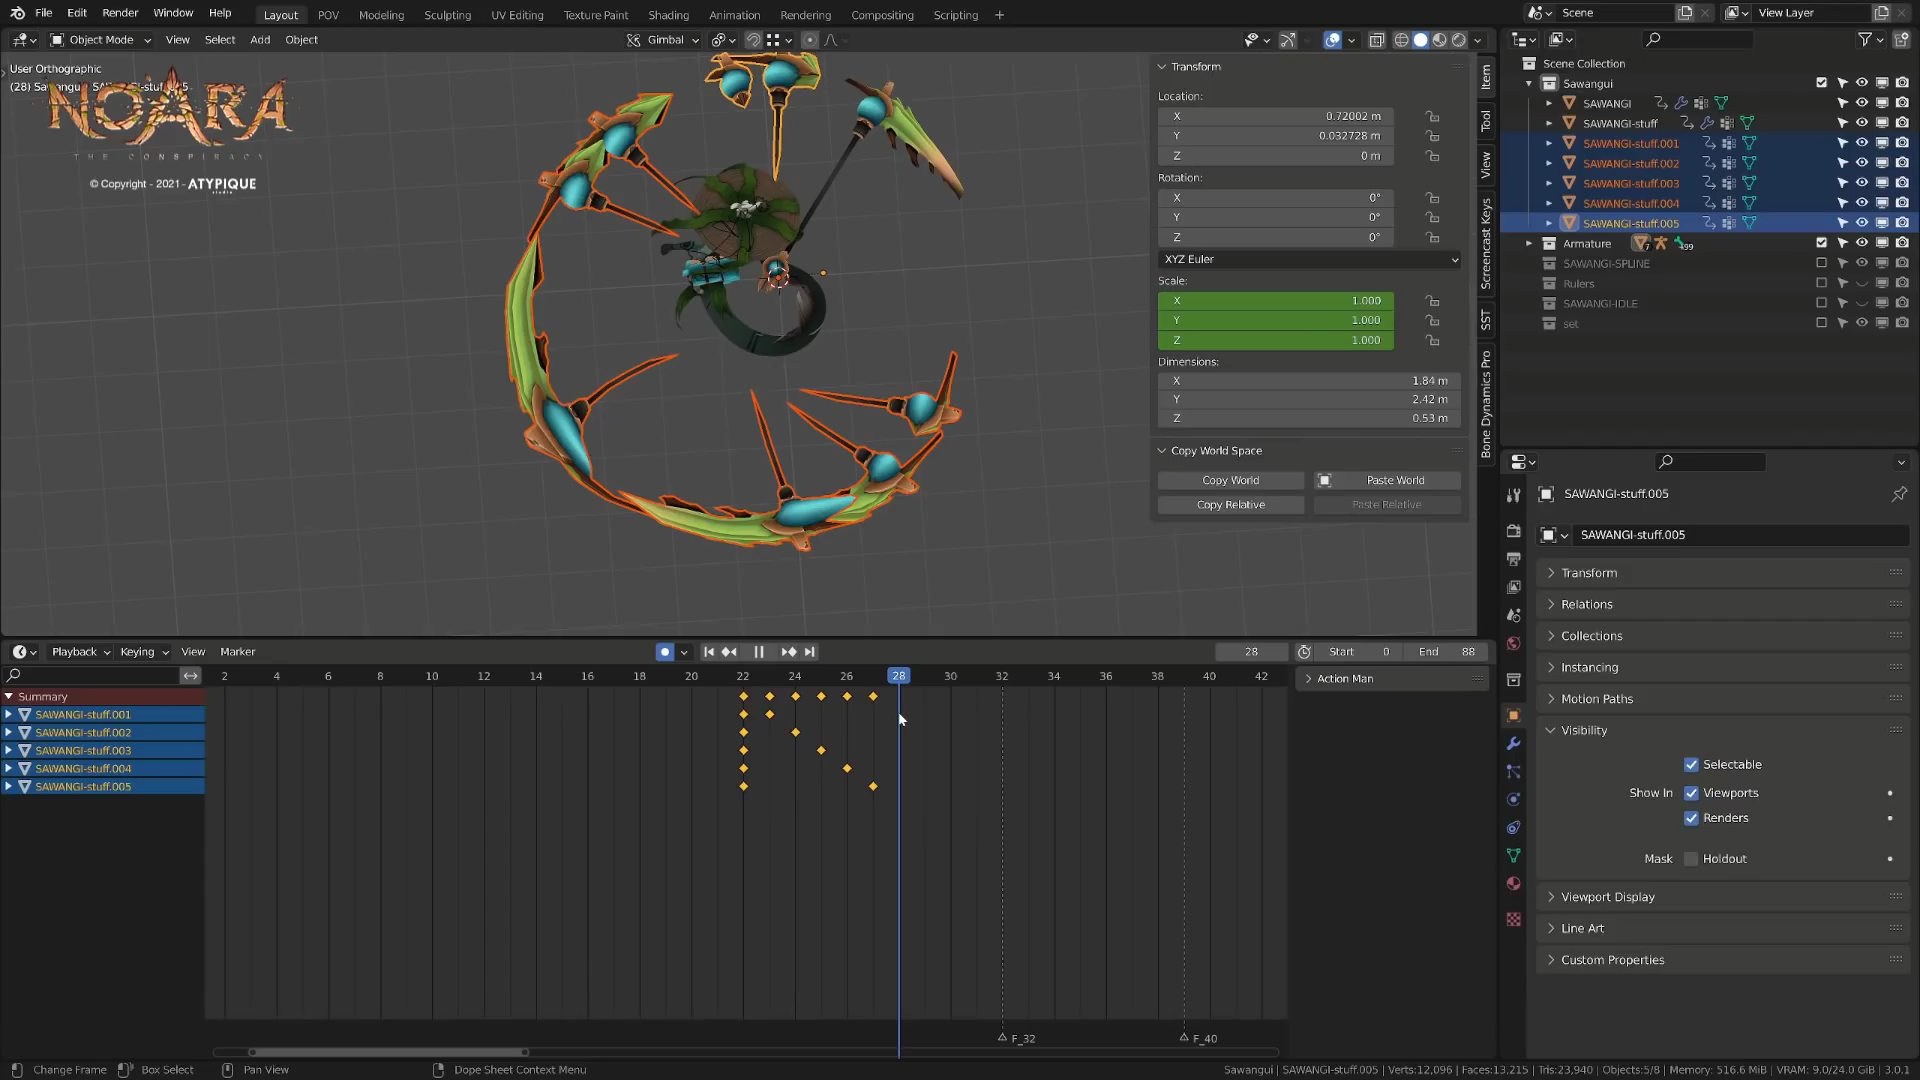 File Edit Render Window Help Layout POV Modeling Sculpting UV Editing Texture Paint Shading Animation Rendering Compositing Scripting +
Scene
View Layer
Object Mode View Select Add Object
Gimbal
User Orthographic
NOARA
THE CONSPIRACY
© Copyright - 2021 - ATYPIQUE
studio
Transform
Location:
X 0.72002 m
Y 0.032728 m
Z 0 m
Rotation:
X 0°
Y 0°
Z 0°
XYZ Euler
Scale:
X 1.000
Y 1.000
Z 1.000
Dimensions:
X 1.84 m
Y 2.42 m
Z 0.53 m
Copy World Space
Copy World Paste World
Copy Relative Paste Relative
Item
Tool
View
Screencast Keys
SST
Bone Dynamics Pro
Scene Collection
Sawangui
SAWANGI
SAWANGI-stuff
SAWANGI-stuff.001
SAWANGI-stuff.002
SAWANGI-stuff.003
SAWANGI-stuff.004
SAWANGI-stuff.005
Armature 7 499
SAWANGI-SPLINE
Rulers
SAWANGI-IDLE
set
SAWANGI-stuff.005
SAWANGI-stuff.005
Transform
Relations
Collections
Instancing
Motion Paths
Visibility
Selectable
Show In Viewports
Renders
Mask Holdout
Viewport Display
Line Art
Custom Properties
Playback Keying View Marker
28 Start 0 End 88
2 4 6 8 10 12 14 16 18 20 22 24 26 28 30 32 34 36 38 40 42
Action Man
Summary
SAWANGI-stuff.001
SAWANGI-stuff.002
SAWANGI-stuff.003
SAWANGI-stuff.004
SAWANGI-stuff.005
F_32 F_40
Change Frame Box Select Pan View Dope Sheet Context Menu
Sawangui | SAWANGI-stuff.005 | Verts:12,096 | Faces:13,215 | Tris:23,940 | Objects:5/8 | Memory: 516.6 MiB | VRAM: 9.0/24.0 GiB | 3.0.1